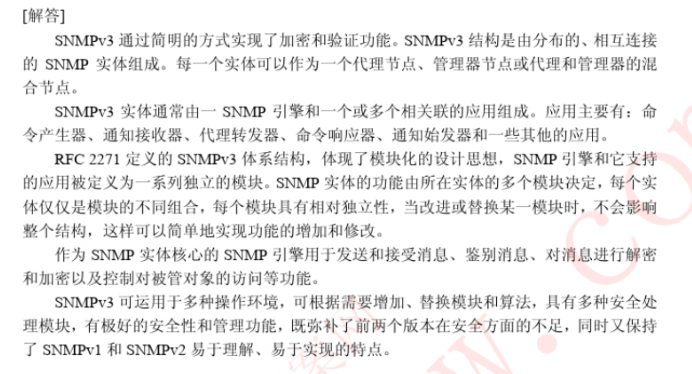 [解答]
SNMPv3 通过简明的方式实现了加密和验证功能。SNMPv3 结构是由分布的、相互连接
的 SNMP 实体组成。每一个实体可以作为一个代理节点、管理器节点或代理和管理器的混
合节点。
SNMPv3 实体通常由一 SNMP 引擎和一个或多个相关联的应用组成。应用主要有：命
令产生器、通知接收器、代理转发器、命令响应器、通知始发器和一些其他的应用。
RFC 2271 定义的 SNMPv3 体系结构，体现了模块化的设计思想，SNMP 引擎和它支持
的应用被定义为一系列独立的模块。SNMP 实体的功能由所在实体的多个模块决定，每个实
体仅仅是模块的不同组合，每个模块具有相对独立性，当改进或替换某一模块时，不会影响
整个结构，这样可以简单地实现功能的增加和修改。
作为 SNMP 实体核心的 SNMP 引擎用于发送和接受消息、鉴别消息、对消息进行解密
和加密以及控制对被管对象的访问等功能。
SNMPv3 可运用于多种操作环境，可根据需要增加、替换模块和算法，具有多种安全处
理模块，有极好的安全性和管理功能，既弥补了前两个版本在安全方面的不足，同时又保持
了 SNMPv1 和 SNMPv2 易于理解、易于实现的特点。